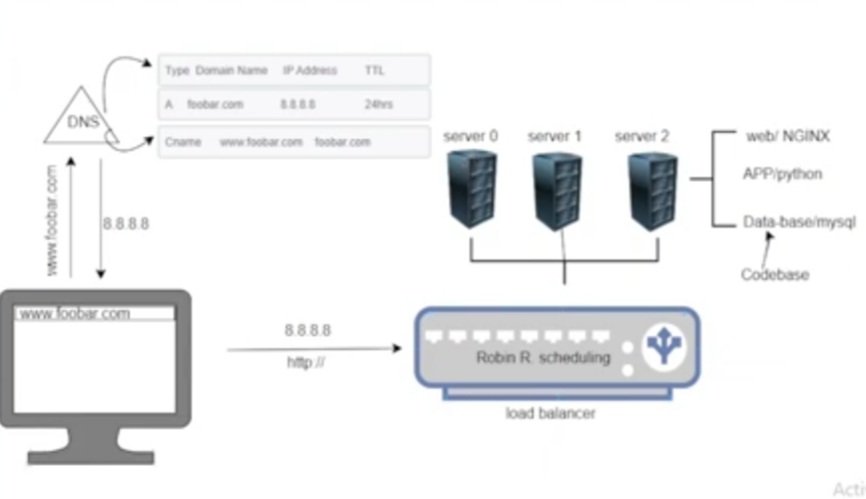 Type Domain Name IP Address TTL
A foobar.com 8.8.8.8 24hrs
Cname www.foobar.com foobar.com
DNS
www.foobar.com
8.8.8.8
www.foobar.com
8.8.8.8
http://
server 0
server 1
server 2
web/ NGINX
APP/python
Data-base/mysql
Codebase
Robin R. scheduling
load balancer
Acti